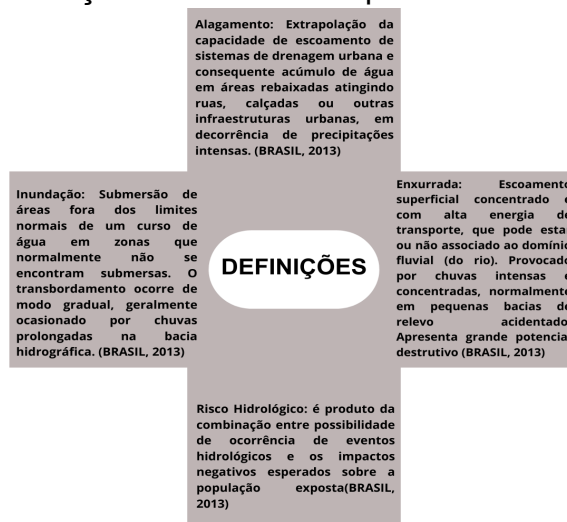 Alagamento: Extrapolação da
capacidade de escoamento de
sistemas de drenagem urbana e
consequente acúmulo de água
em áreas rebaixadas atingindo
ruas, calçadas ou outras
infraestruturas urbanas, em
decorrência de precipitações
intensas. (BRASIL, 2013)
Inundação: Submersão de
áreas fora dos limites
normais de um curso de
água em zonas que
normalmente não se
encontram submersas. O
transbordamento ocorre de
modo gradual, geralmente
ocasionado por chuvas
prolongadas na bacia
hidrográfica. (BRASIL, 2013)
DEFINIÇÕES
Enxurrada: Escoamento
superficial concentrado e
com alta energia de
transporte, que pode estar
ou não associado ao domínio
fluvial (do rio). Provocado
por chuvas intensas e
concentradas, normalmente
em pequenas bacias de
relevo acidentado.
Apresenta grande potencial
destrutivo (BRASIL, 2013)
Risco Hidrológico: é produto da
combinação entre possibilidade
de ocorrência de eventos
hidrológicos e os impactos
negativos esperados sobre a
população exposta(BRASIL,
2013)